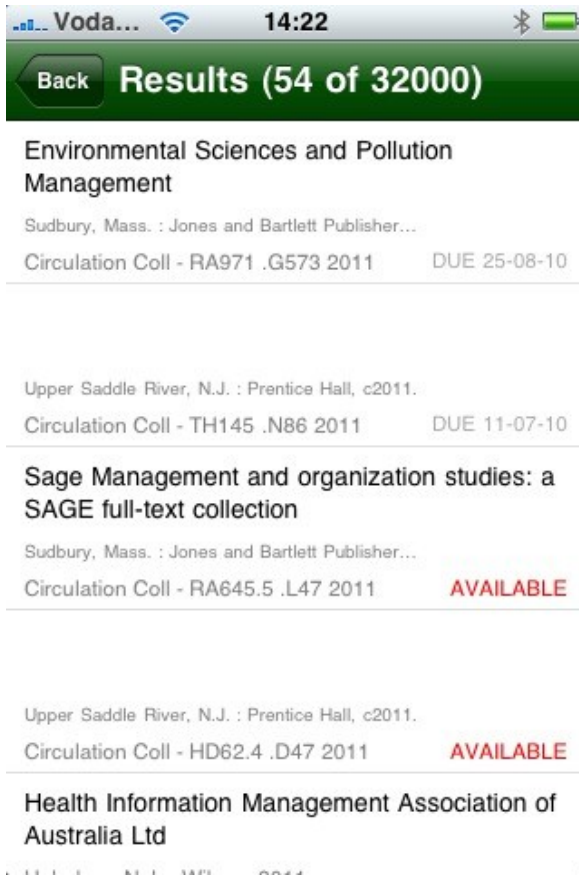 Voda... 14:22
Back Results (54 of 32000)
Environmental Sciences and Pollution
Management
Sudbury, Mass. : Jones and Bartlett Publisher...
Circulation Coll - RA971 .G573 2011 DUE 25-08-10
Upper Saddle River, N.J. : Prentice Hall, c2011.
Circulation Coll - TH145 .N86 2011 DUE 11-07-10
Sage Management and organization studies: a
SAGE full-text collection
Sudbury, Mass. : Jones and Bartlett Publisher...
Circulation Coll - RA645.5 .L47 2011 AVAILABLE
Upper Saddle River, N.J. : Prentice Hall, c2011.
Circulation Coll - HD62.4 .D47 2011 AVAILABLE
Health Information Management Association of
Australia Ltd